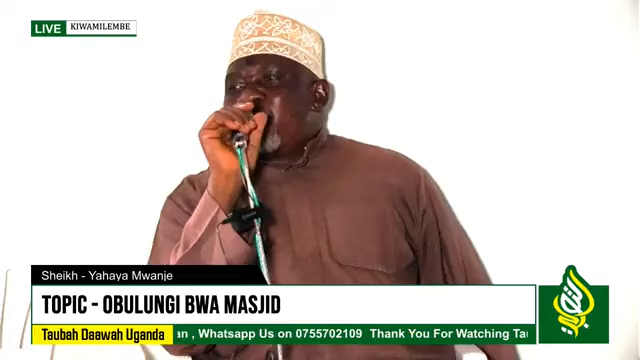 LIVE KIWAMILEMBE
Sheikh - Yahaya Mwanje
TOPIC - OBULUNGI BWA MASJID
Taubah Daawah Uganda
an , Whatsapp Us on 0755702109 Thank You For Watching Tau